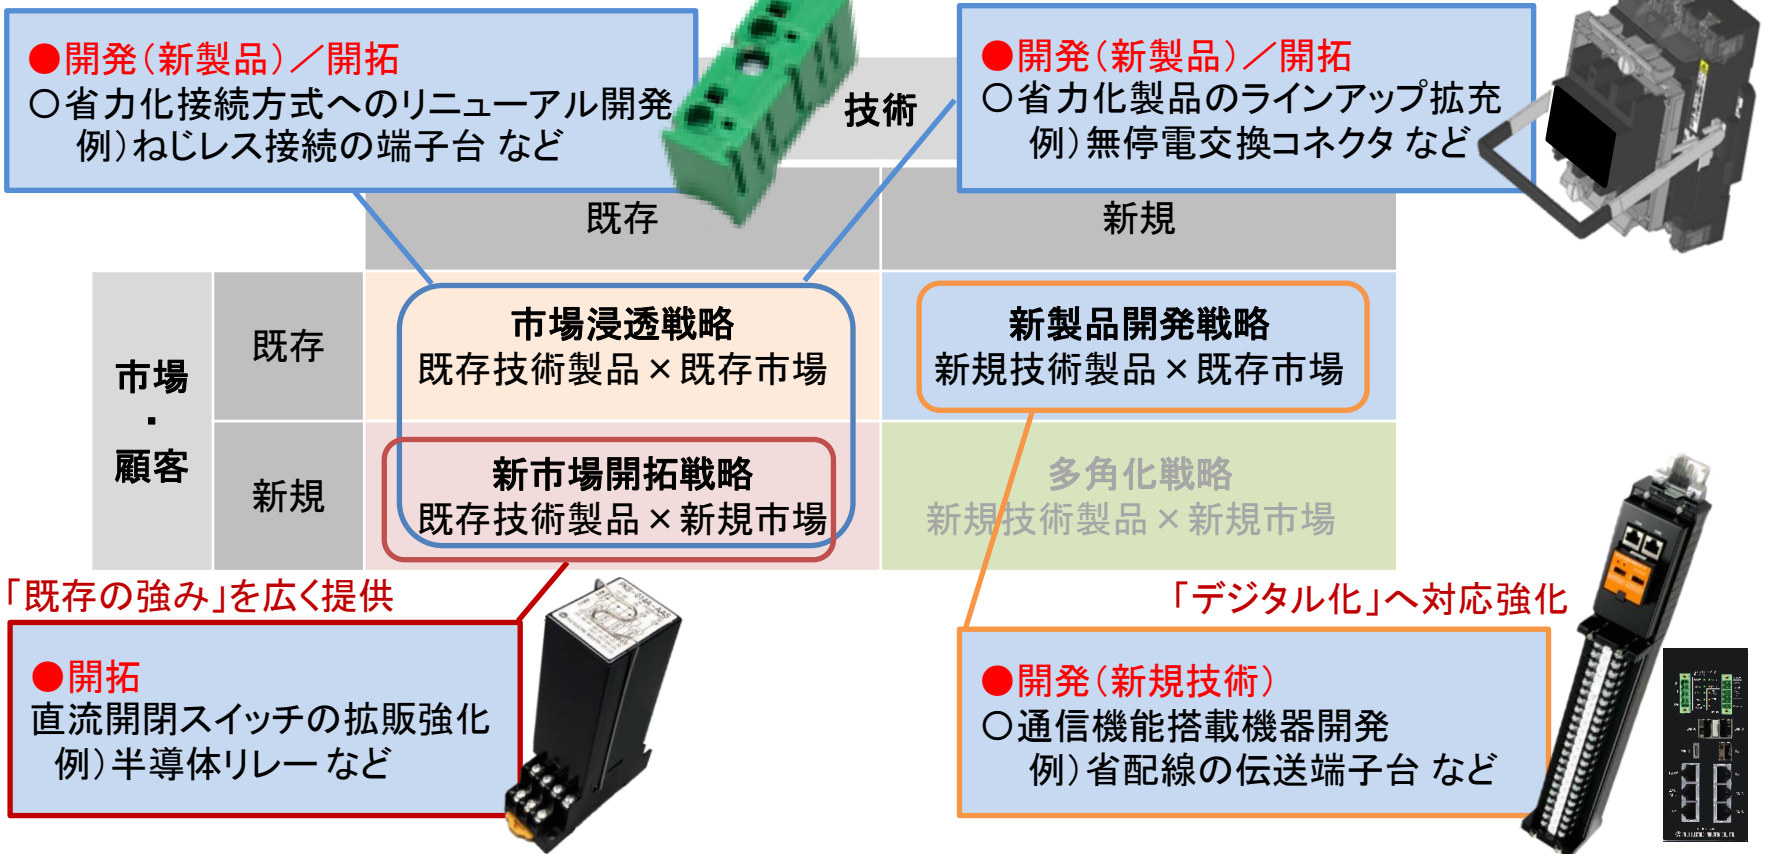 ●開発(新製品)／開拓
○省力化接続方式へのリニューアル開発
例)ねじレス接続の端子台 など
●開発(新製品)／開拓
○省力化製品のラインアップ拡充
例)無停電交換コネクタ など
技術
既存
新規
市場・顧客
既存
市場浸透戦略
既存技術製品×既存市場
新製品開発戦略
新規技術製品×既存市場
新規
新市場開拓戦略
既存技術製品×新規市場
多角化戦略
新規技術製品×新規市場
「既存の強み」を広く提供
●開拓
直流開閉スイッチの拡販強化
例)半導体リレー など
「デジタル化」へ対応強化
●開発(新規技術)
○通信機能搭載機器開発
例)省配線の伝送端子台 など